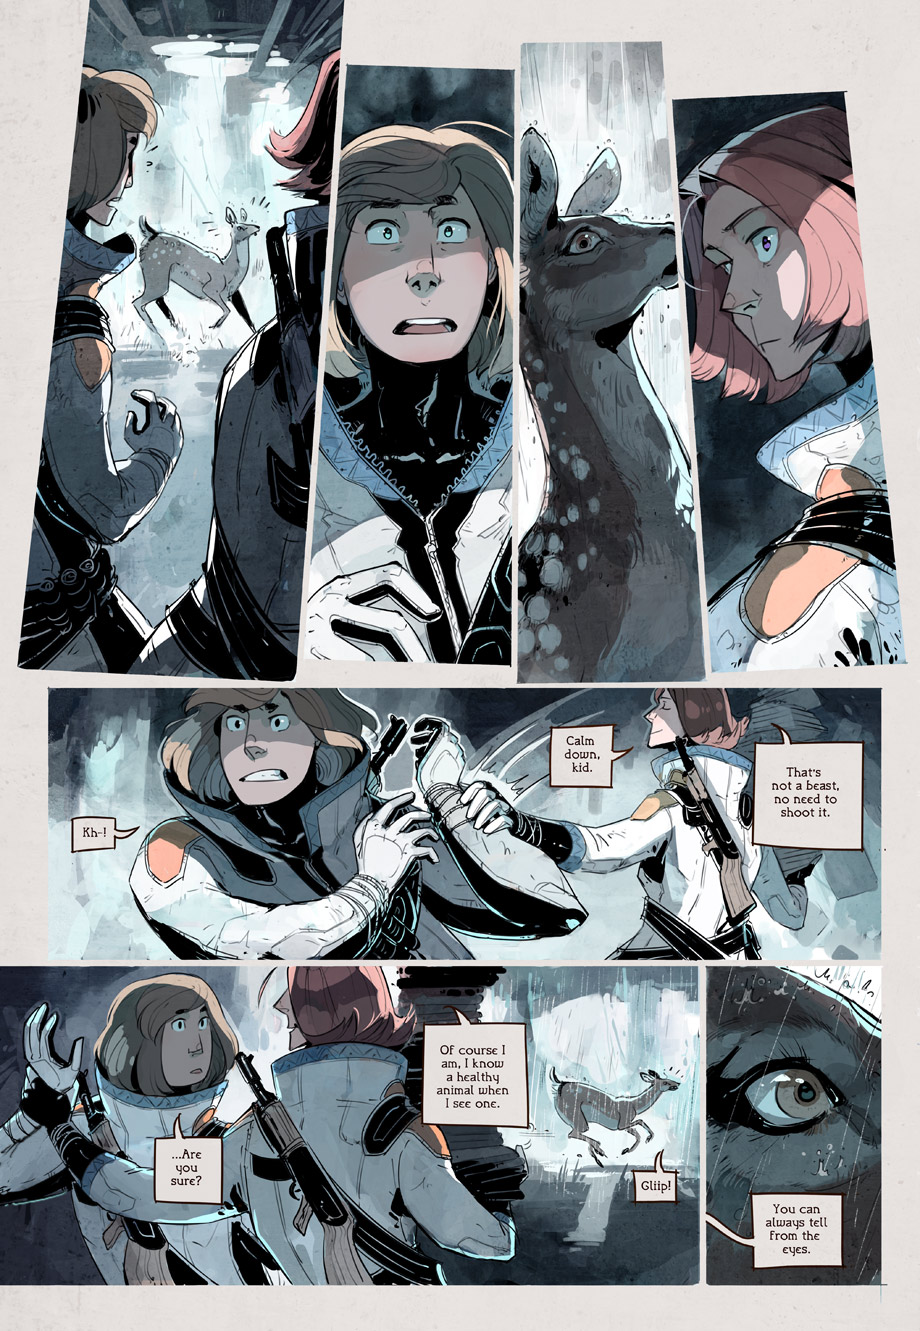 Kh-!
Calm
down,
kid.
That's
not a beast,
no need to
shoot it.
...Are
you
sure?
Of course I
am, I know
a healthy
animal when
I see one.
Gliip!
You can
always tell
from the
eyes.